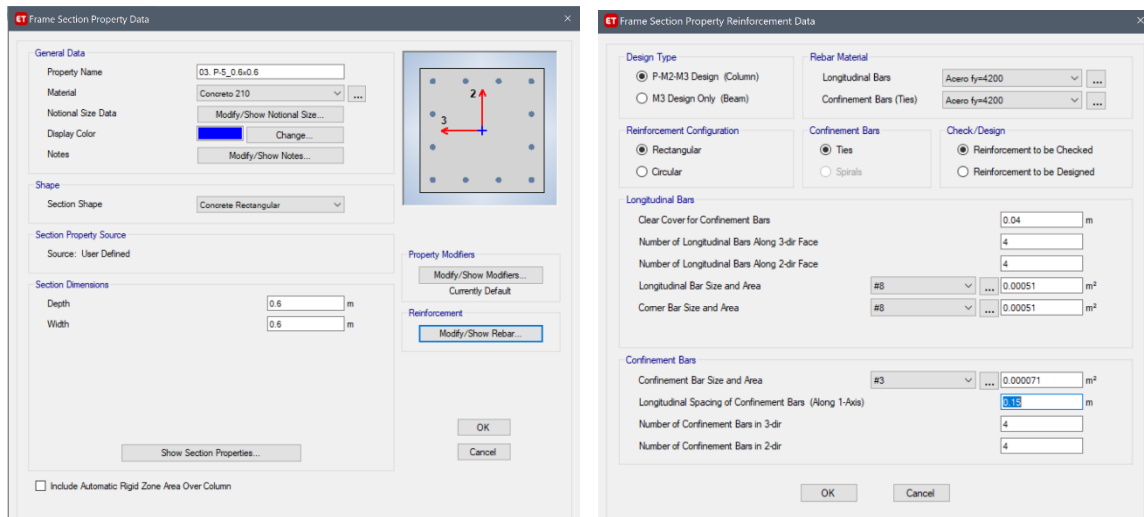 ET Frame Section Property Data
General Data
Property Name 03. P-5_0.6x0.6
Material Concreto 210 ...
Notional Size Data Modify/Show Notional Size...
Display Color Change...
Notes Modify/Show Notes...
2
3
Shape
Section Shape Concrete Rectangular
Section Property Source
Source: User Defined
Property Modifiers
Modify/Show Modifiers...
Currently Default
Section Dimensions
Depth 0.6 m
Width 0.6 m
Reinforcement
Modify/Show Rebar...
OK
Show Section Properties... Cancel
Include Automatic Rigid Zone Area Over Column
ET Frame Section Property Reinforcement Data
Design Type
P-M2-M3 Design (Column)
M3 Design Only (Beam)
Rebar Material
Longitudinal Bars Acero fy=4200 ...
Confinement Bars (Ties) Acero fy=4200 ...
Reinforcement Configuration
Rectangular
Circular
Confinement Bars
Ties
Spirals
Check/Design
Reinforcement to be Checked
Reinforcement to be Designed
Longitudinal Bars
Clear Cover for Confinement Bars 0.04 m
Number of Longitudinal Bars Along 3-dir Face 4
Number of Longitudinal Bars Along 2-dir Face 4
Longitudinal Bar Size and Area #8 ... 0.00051 m²
Corner Bar Size and Area #8 ... 0.00051 m²
Confinement Bars
Confinement Bar Size and Area #3 ... 0.000071 m²
Longitudinal Spacing of Confinement Bars (Along 1-Axis) 0.15 m
Number of Confinement Bars in 3-dir 4
Number of Confinement Bars in 2-dir 4
OK Cancel